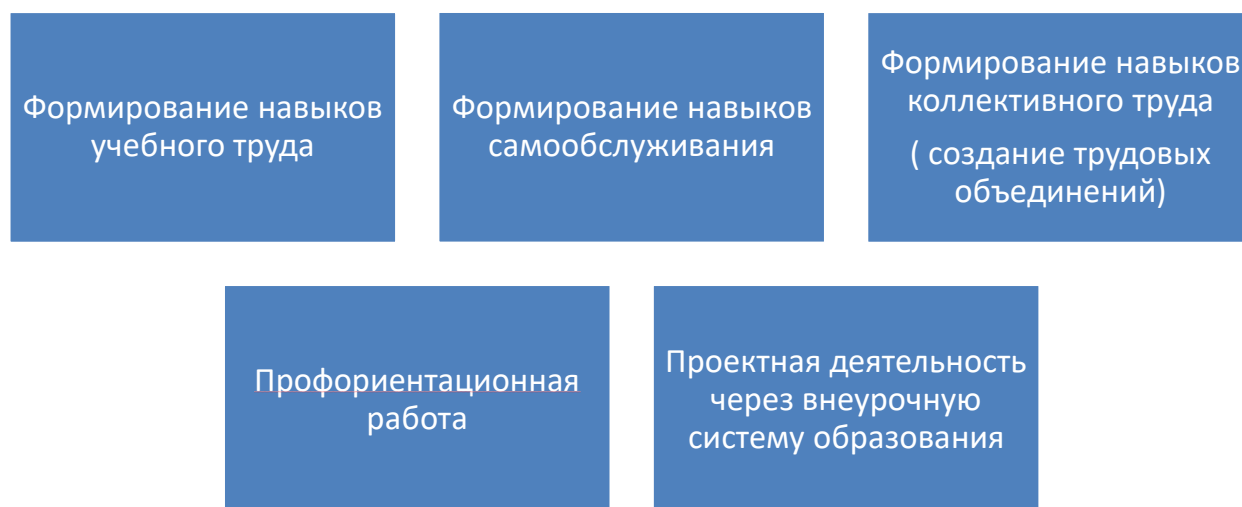 Формирование навыков
учебного труда
Формирование навыков
самообслуживания
Формирование навыков
коллективного труда
( создание трудовых
объединений)
Профориентационная
работа
Проектная деятельность
через внеурочную
систему образования